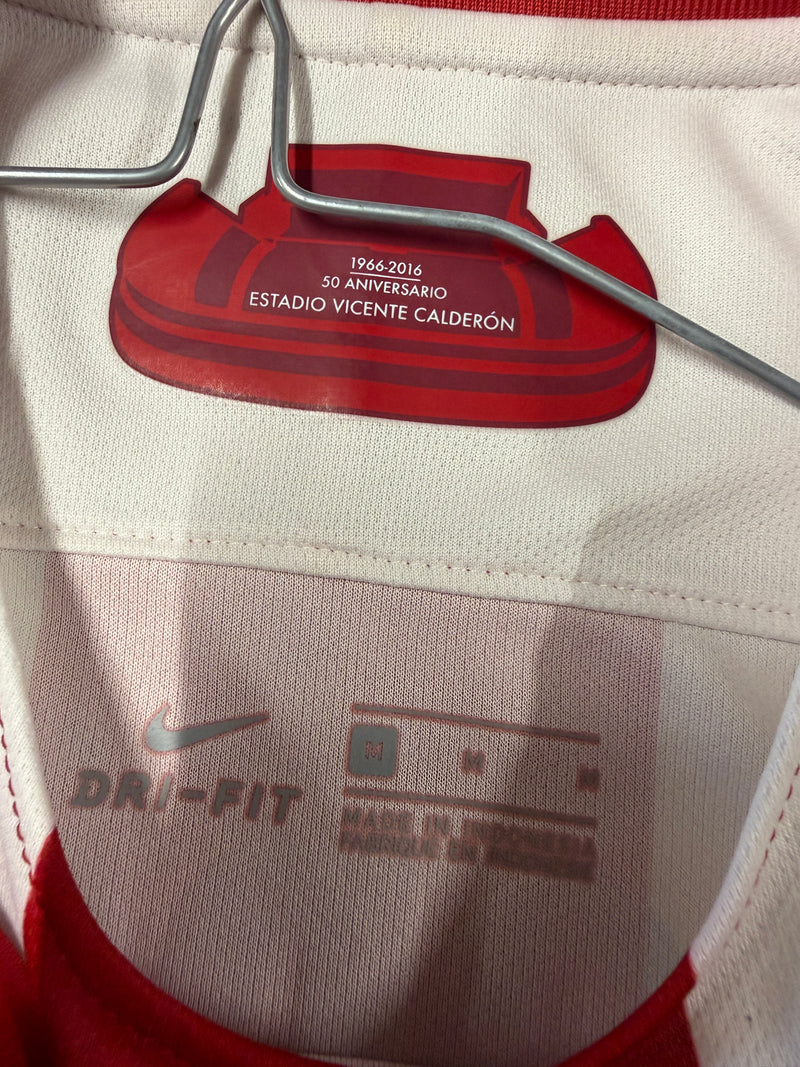 1966-2016
50 ANIVERSARIO
ESTADIO VICENTE CALDERÓN
DRI-FIT
M M M
MADE IN INDONESIA
FABRIQUÉ EN INDONÉSIE